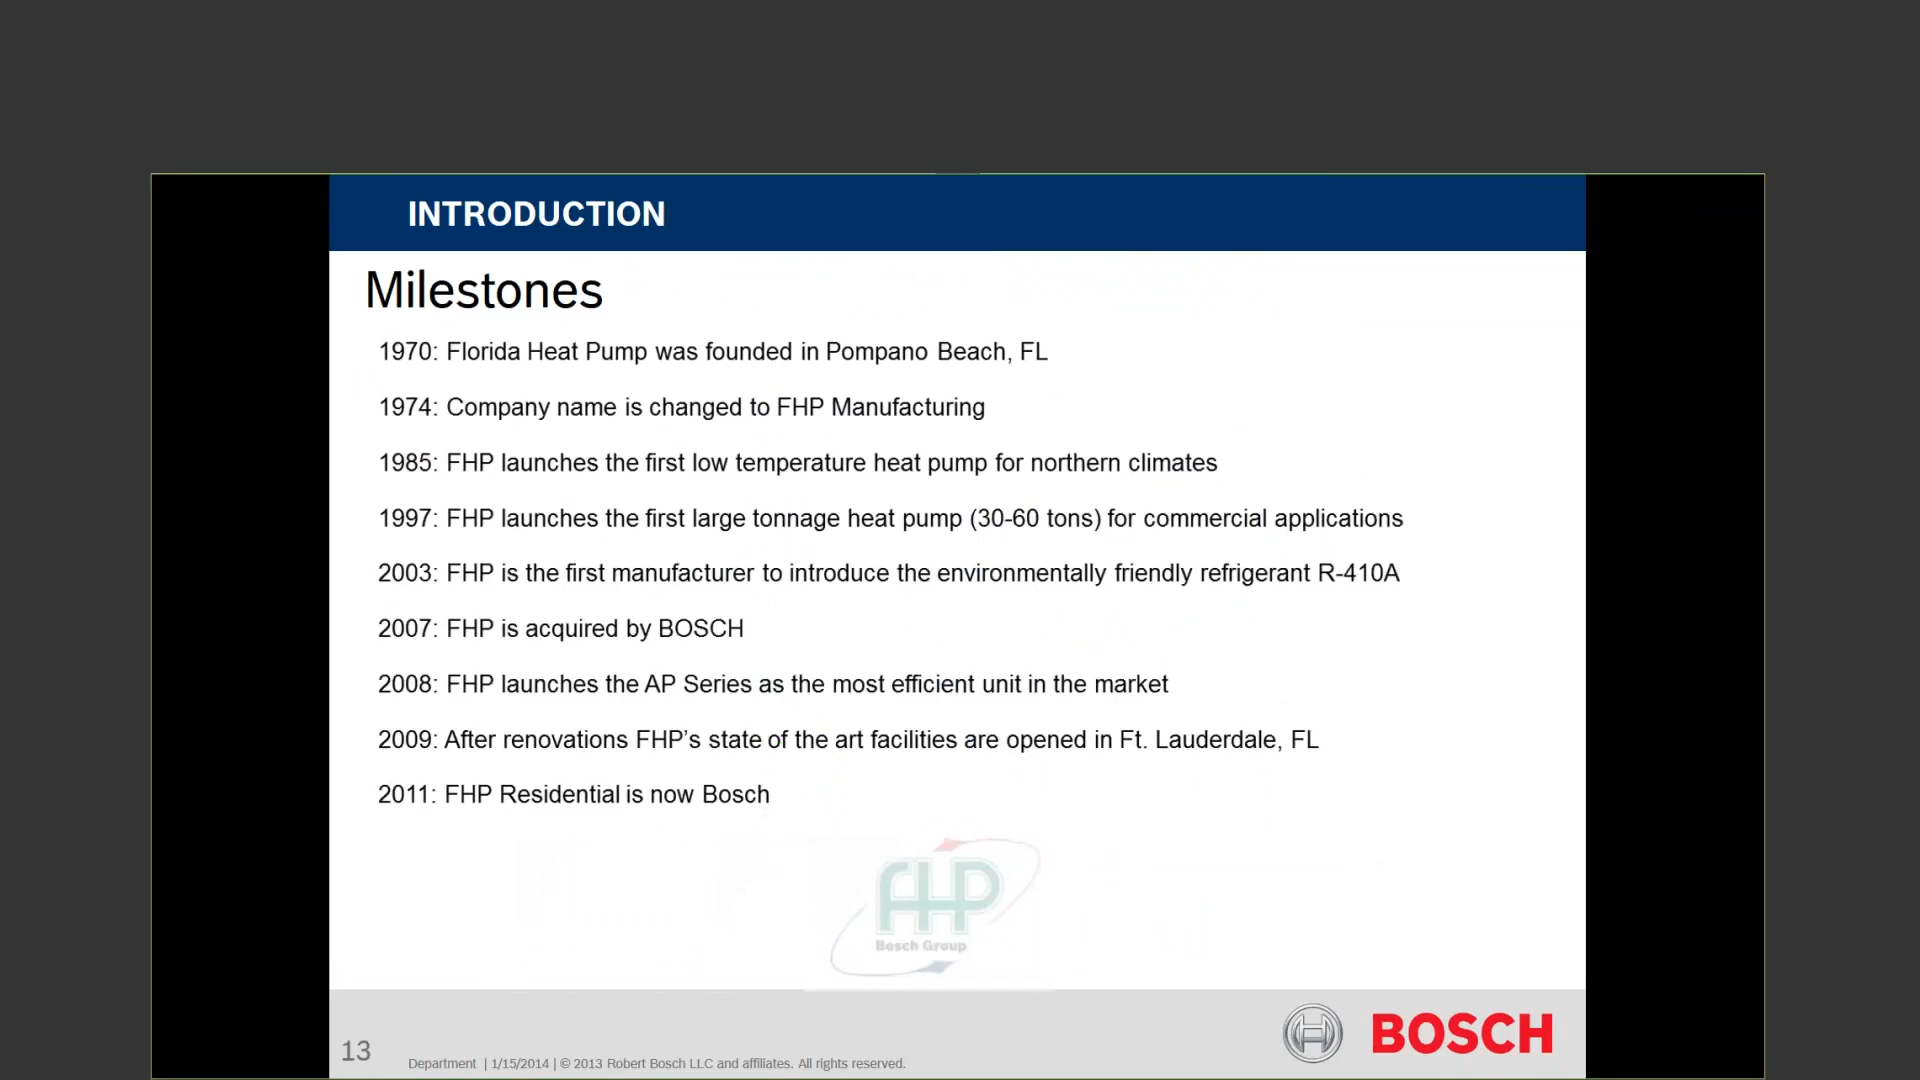 INTRODUCTION
Milestones
1970: Florida Heat Pump was founded in Pompano Beach, FL
1974: Company name is changed to FHP Manufacturing
1985: FHP launches the first low temperature heat pump for northern climates
1997: FHP launches the first large tonnage heat pump (30-60 tons) for commercial applications
2003: FHP is the first manufacturer to introduce the environmentally friendly refrigerant R-410A
2007: FHP is acquired by BOSCH
2008: FHP launches the AP Series as the most efficient unit in the market
2009: After renovations FHP’s state of the art facilities are opened in Ft. Lauderdale, FL
2011: FHP Residential is now Bosch
FHP
Bosch Group
13
Department | 1/15/2014 | © 2013 Robert Bosch LLC and affiliates. All rights reserved.
BOSCH